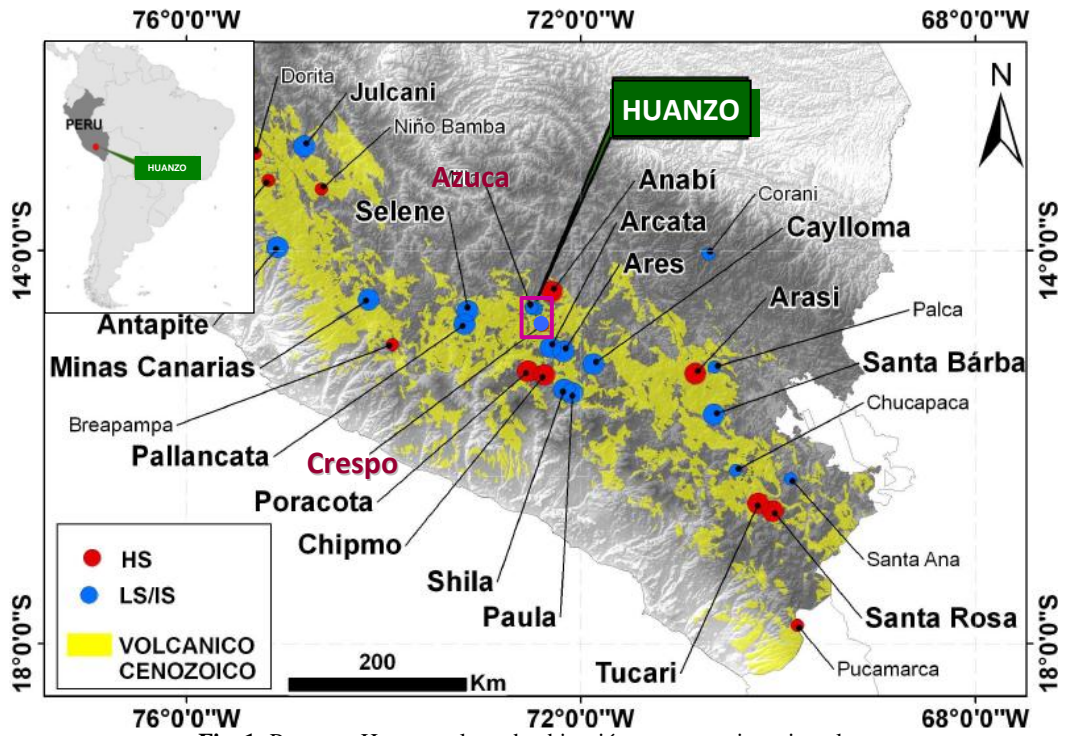 76°0'0"W
72°0'0"W
68°0'0"W
PERU
HUANZO
Dorita
Julcani
Niño Bamba
HUANZO
N
Azuca
Anabí
Corani
Selene
Arcata
Caylloma
14°0'0"S
14°0'0"S
Ares
Arasi
Antapite
Palca
Minas Canarias
Santa Bárba
Chucapaca
Breapampa
Pallancata
Crespo
Poracota
Chipmo
HS
LS/IS
Shila
Santa Ana
Paula
Santa Rosa
VOLCANICO
CENOZOICO
200
Km
Tucari
Pucamarca
18°0'0"S
18°0'0"S
76°0'0"W
72°0'0"W
68°0'0"W